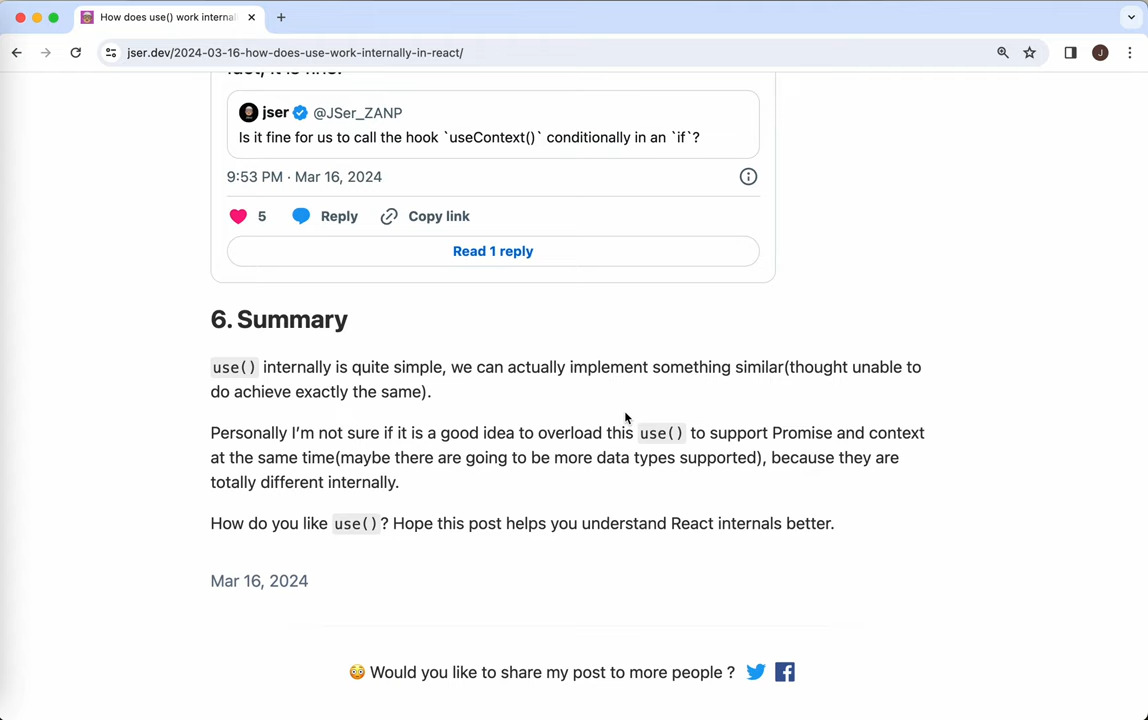 How does use() work interna
jser.dev/2024-03-16-how-does-use-work-internally-in-react/
J
fact, it is fine.
jser @JSer_ZANP
Is it fine for us to call the hook `useContext()` conditionally in an `if`?
9:53 PM · Mar 16, 2024
5 Reply Copy link
Read 1 reply
6. Summary
use() internally is quite simple, we can actually implement something similar(thought unable to
do achieve exactly the same).
Personally I’m not sure if it is a good idea to overload this use() to support Promise and context
at the same time(maybe there are going to be more data types supported), because they are
totally different internally.
How do you like use()? Hope this post helps you understand React internals better.
Mar 16, 2024
😳 Would you like to share my post to more people ?